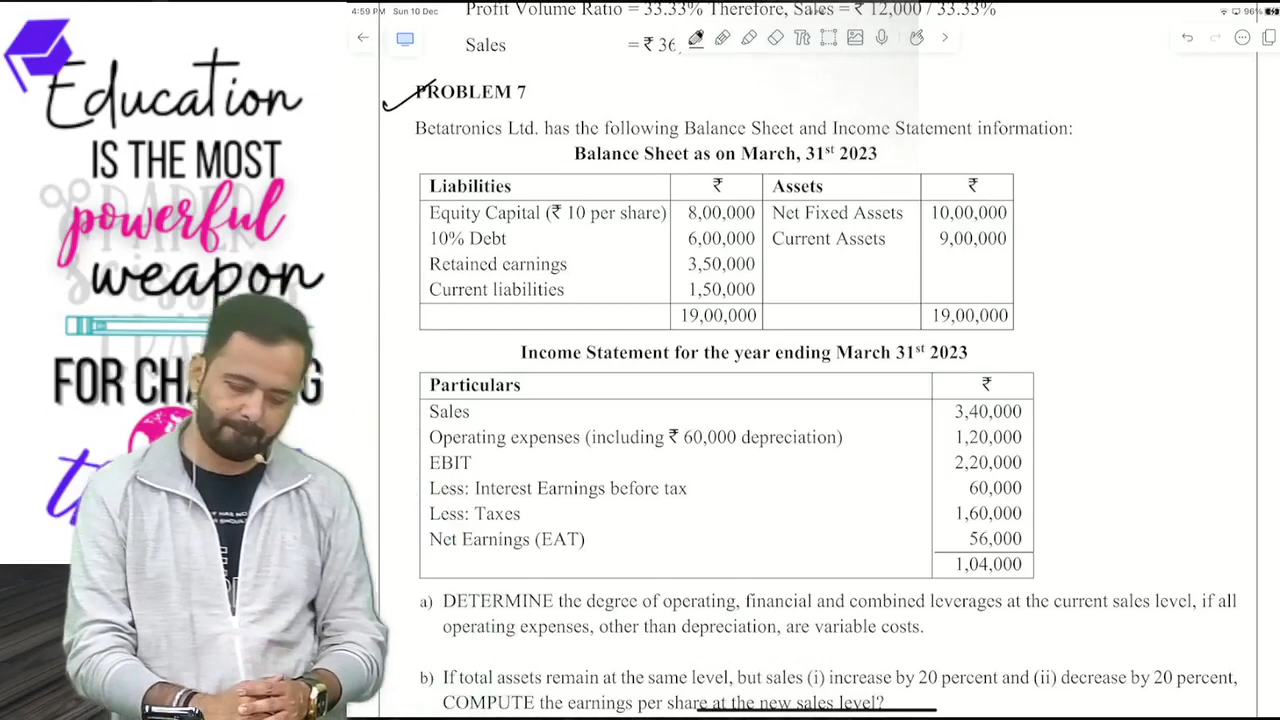 4:59 PM Sun 10 Dec
96%
Profit Volume Ratio = 33.33% Therefore, Sales = ₹ 12,000 / 33.33%
Sales = ₹ 36,
Education
IS THE MOST
powerful
weapon
PROBLEM 7
Betatronics Ltd. has the following Balance Sheet and Income Statement information:
Balance Sheet as on March, 31st 2023
Liabilities ₹ Assets ₹
Equity Capital (₹ 10 per share) 8,00,000 Net Fixed Assets 10,00,000
10% Debt 6,00,000 Current Assets 9,00,000
Retained earnings 3,50,000
Current liabilities 1,50,000
19,00,000 19,00,000
Income Statement for the year ending March 31st 2023
Particulars ₹
Sales 3,40,000
Operating expenses (including ₹ 60,000 depreciation) 1,20,000
EBIT 2,20,000
Less: Interest Earnings before tax 60,000
Less: Taxes 1,60,000
Net Earnings (EAT) 56,000
1,04,000
a) DETERMINE the degree of operating, financial and combined leverages at the current sales level, if all
operating expenses, other than depreciation, are variable costs.
b) If total assets remain at the same level, but sales (i) increase by 20 percent and (ii) decrease by 20 percent,
COMPUTE the earnings per share at the new sales level?